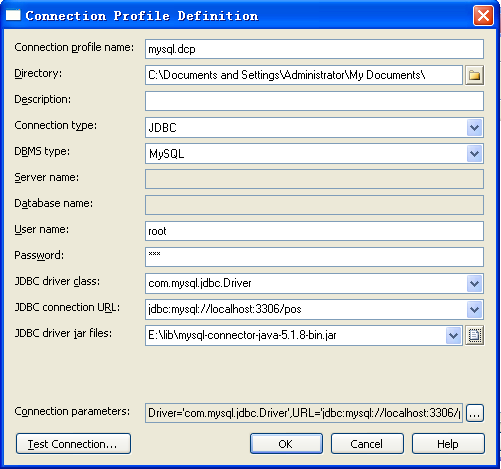 Connection Profile Definition
Connection profile name: mysql.dcp
Directory: C:\Documents and Settings\Administrator\My Documents\
Description:
Connection type: JDBC
DBMS type: MySQL
Server name:
Database name:
User name: root
Password: ***
JDBC driver class: com.mysql.jdbc.Driver
JDBC connection URL: jdbc:mysql://localhost:3306/pos
JDBC driver jar files: E:\lib\mysql-connector-java-5.1.8-bin.jar
Connection parameters: Driver='com.mysql.jdbc.Driver',URL='jdbc:mysql://localhost:3306/p ...
Test Connection... OK Cancel Help